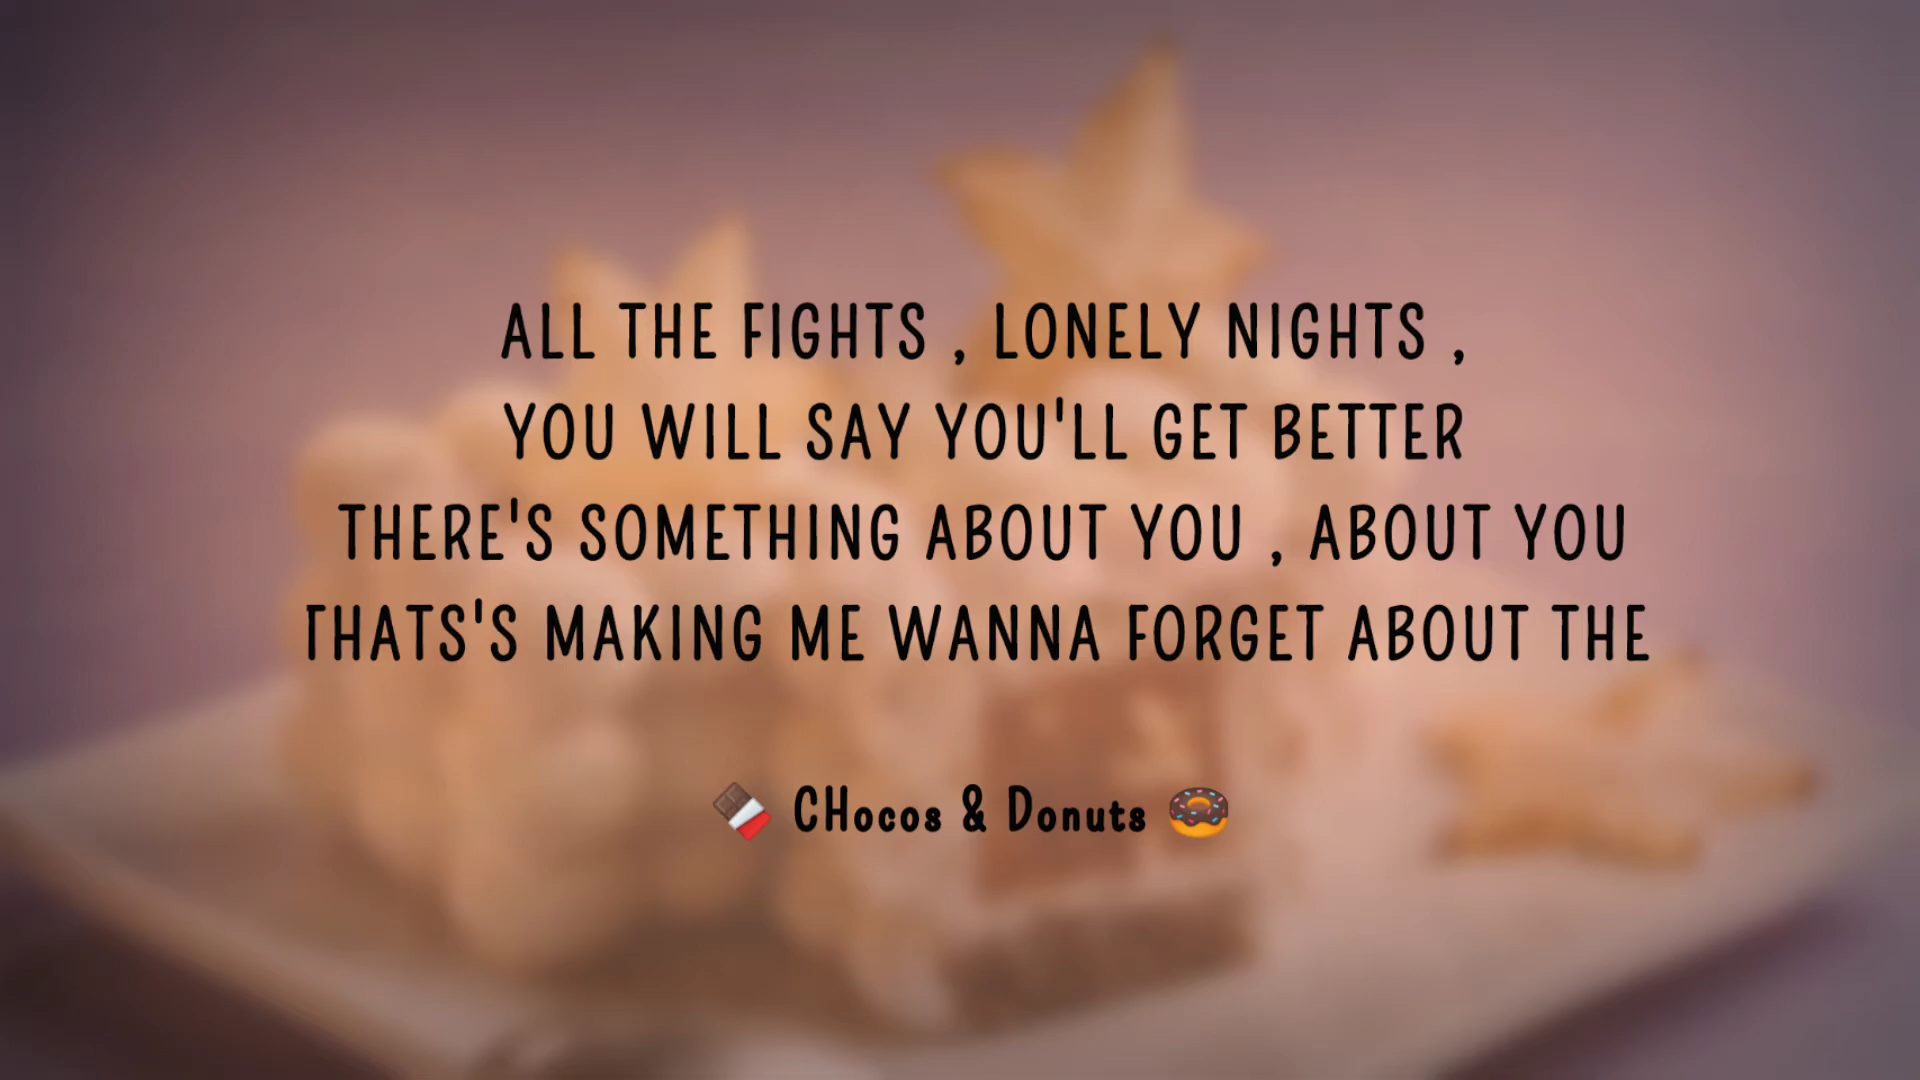 ALL THE FIGHTS , LONELY NIGHTS ,
YOU WILL SAY YOU'LL GET BETTER
THERE'S SOMETHING ABOUT YOU , ABOUT YOU
THATS'S MAKING ME WANNA FORGET ABOUT THE
🍫 CHocos & Donuts 🍩